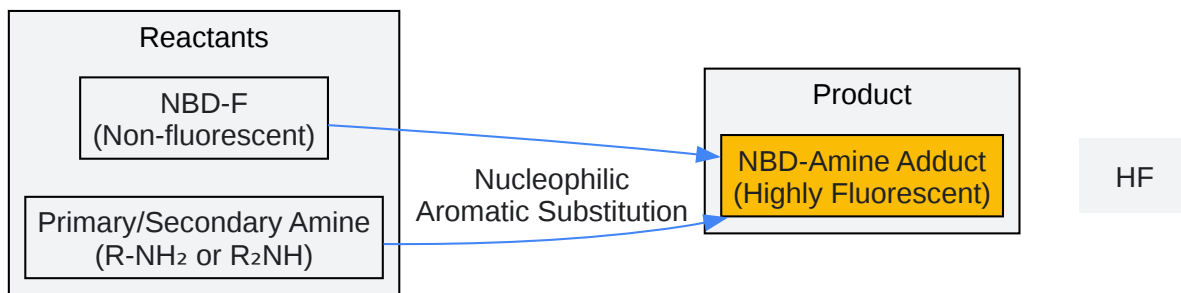 Reactants
NBD-F
(Non-fluorescent)
Primary/Secondary Amine
(R-NH₂ or R₂NH)
Nucleophilic
Aromatic Substitution
Product
NBD-Amine Adduct
(Highly Fluorescent)
HF